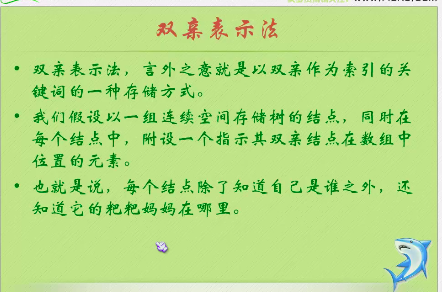 双亲表示法
• 双亲表示法，言外之意就是以双亲作为索引的关
键词的一种存储方式。
• 我们假设以一组连续空间存储树的结点，同时在
每个结点中，附设一个指示其双亲结点在数组中
位置的元素。
• 也就是说，每个结点除了知道自己是谁之外，还
知道它的粑粑妈妈在哪里。